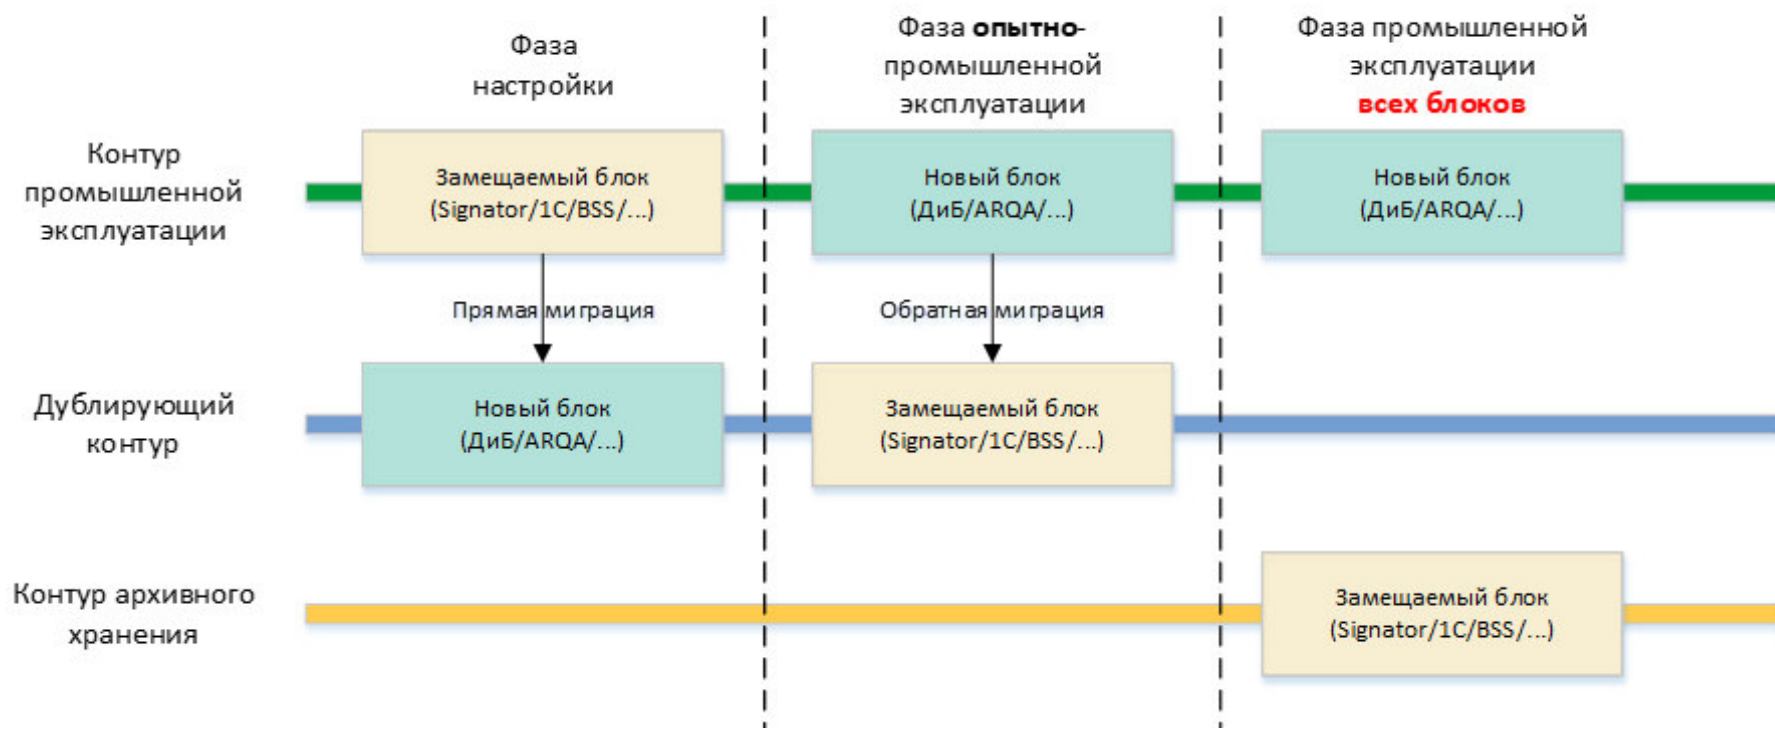 Фаза
настройки
Фаза опытно-
промышленной
эксплуатации
Фаза промышленной
эксплуатации
всех блоков
Контур
промышленной
эксплуатации
Замещаемый блок
(Signator/1C/BSS/...)
Новый блок
(ДиБ/ARQA/...)
Новый блок
(ДиБ/ARQA/...)
Прямая миграция
Обратная миграция
Дублирующий
контур
Новый блок
(ДиБ/ARQA/...)
Замещаемый блок
(Signator/1C/BSS/...)
Контур архивного
хранения
Замещаемый блок
(Signator/1C/BSS/...)